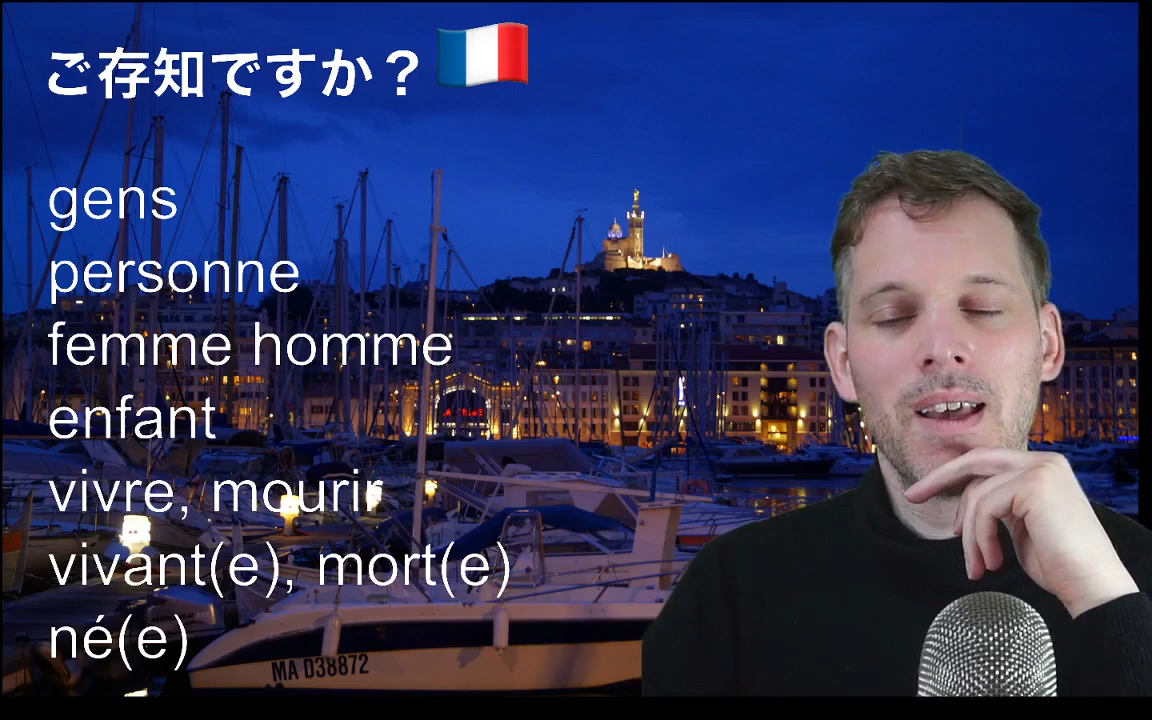 ご存知ですか？
gens
personne
femme homme
enfant
vivre, mourir
vivant(e), mort(e)
né(e)
MA D38872